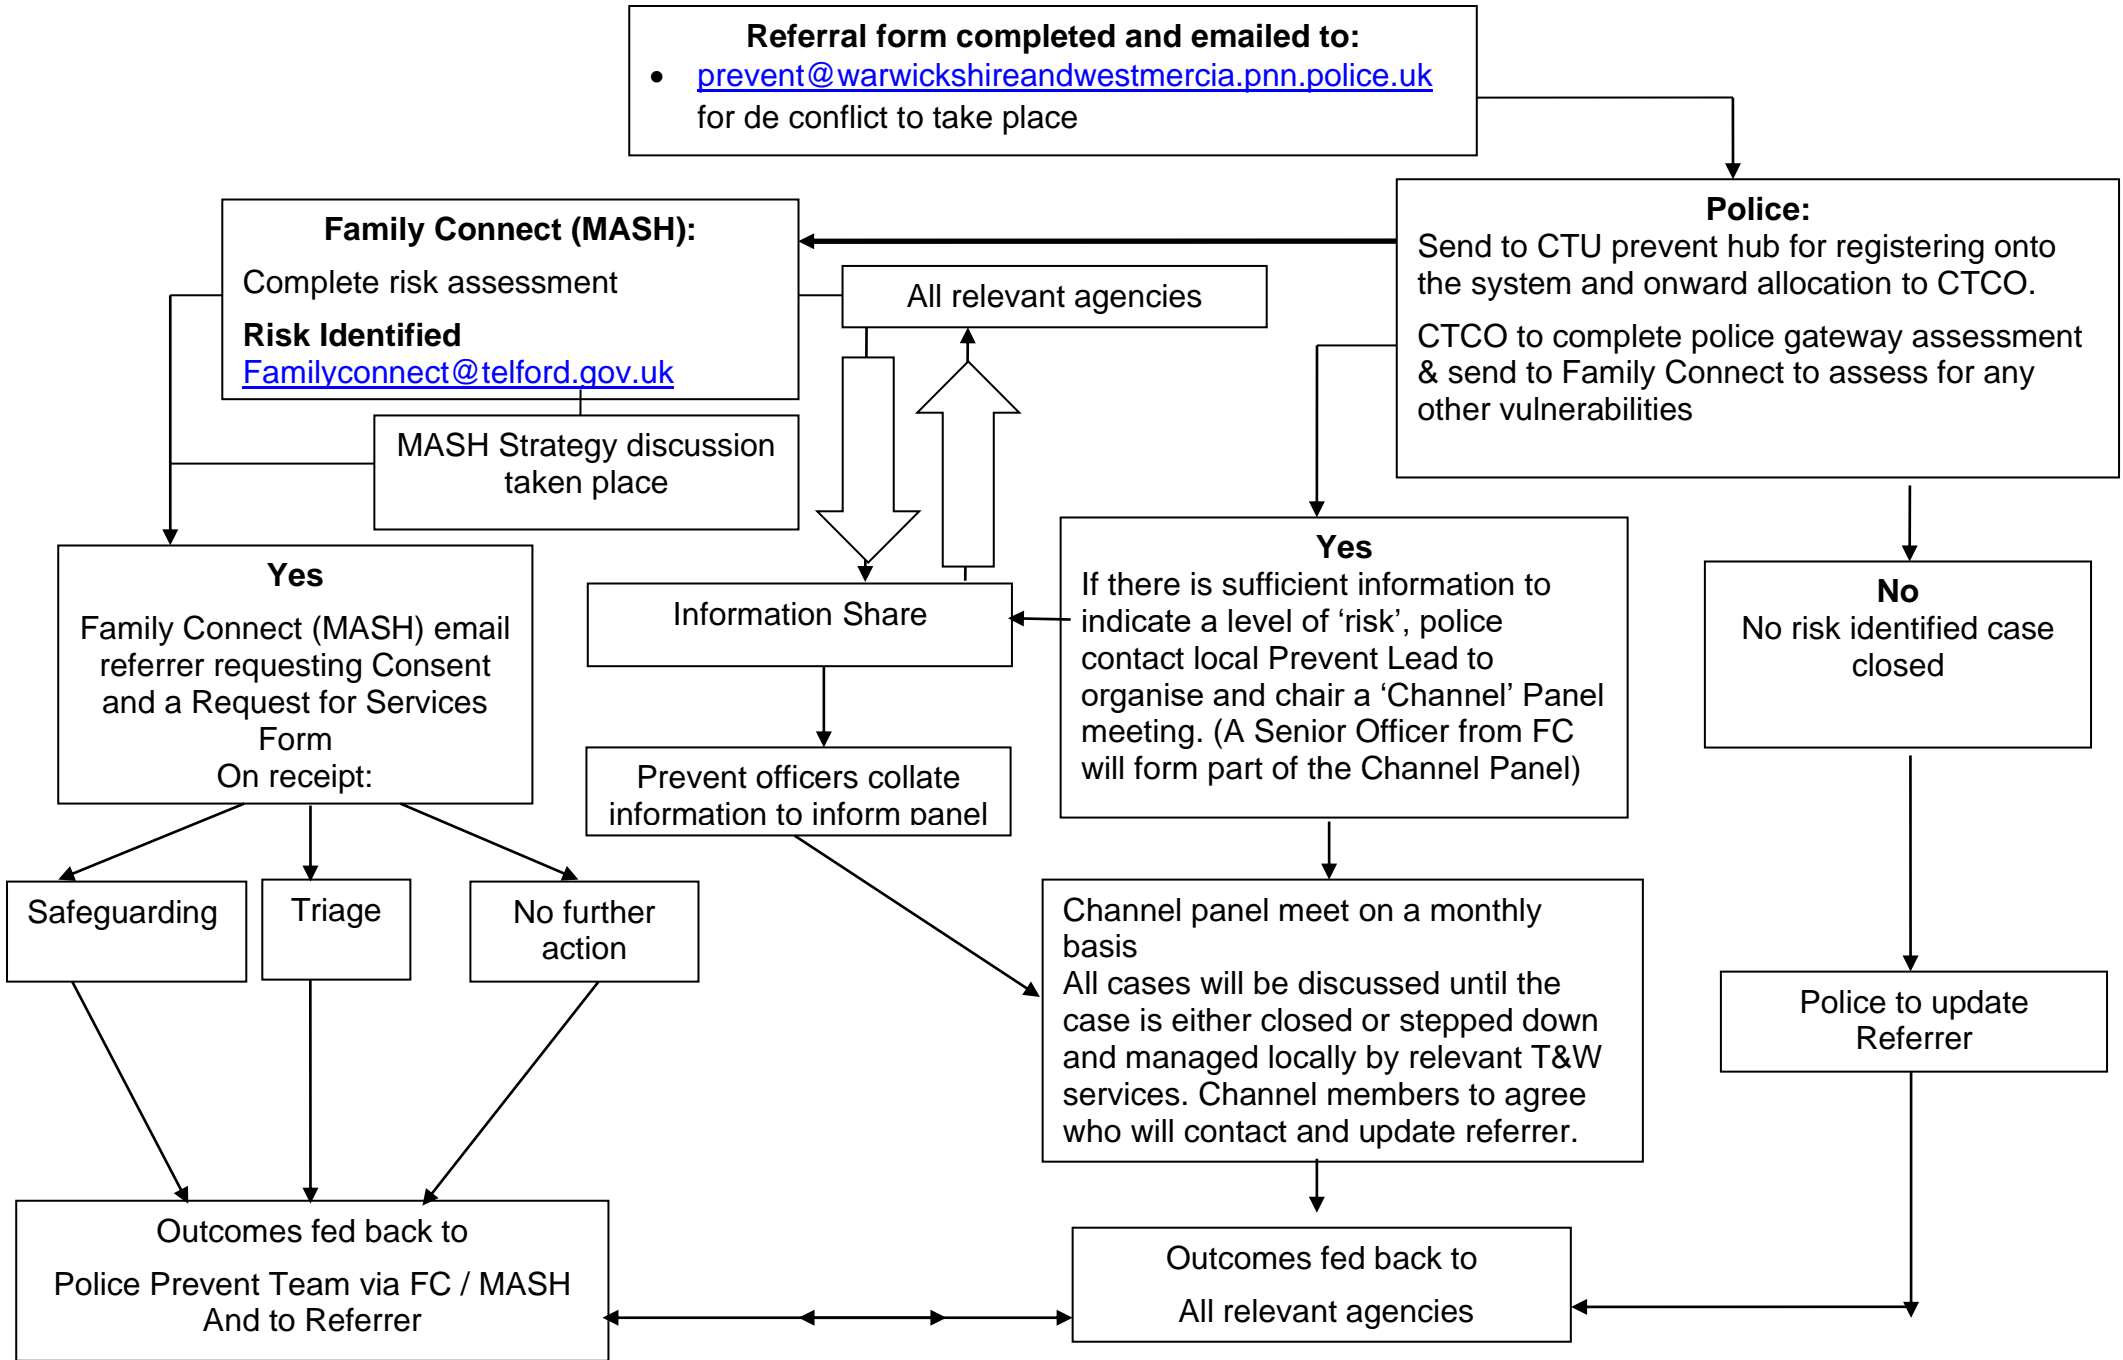 Referral form completed and emailed to:
• prevent@warwickshireandwestmercia.pnn.police.uk
for de conflict to take place
Family Connect (MASH):
Complete risk assessment
Risk Identified
Familyconnect@telford.gov.uk
All relevant agencies
Police:
Send to CTU prevent hub for registering onto
the system and onward allocation to CTCO.
CTCO to complete police gateway assessment
& send to Family Connect to assess for any
other vulnerabilities
MASH Strategy discussion
taken place
Yes
Family Connect (MASH) email
referrer requesting Consent
and a Request for Services
Form
On receipt:
Information Share
Yes
If there is sufficient information to
indicate a level of ‘risk’, police
contact local Prevent Lead to
organise and chair a ‘Channel’ Panel
meeting. (A Senior Officer from FC
will form part of the Channel Panel)
No
No risk identified case
closed
Prevent officers collate
information to inform panel
Safeguarding
Triage
No further
action
Channel panel meet on a monthly
basis
All cases will be discussed until the
case is either closed or stepped down
and managed locally by relevant T&W
services. Channel members to agree
who will contact and update referrer.
Police to update
Referrer
Outcomes fed back to
Police Prevent Team via FC / MASH
And to Referrer
Outcomes fed back to
All relevant agencies